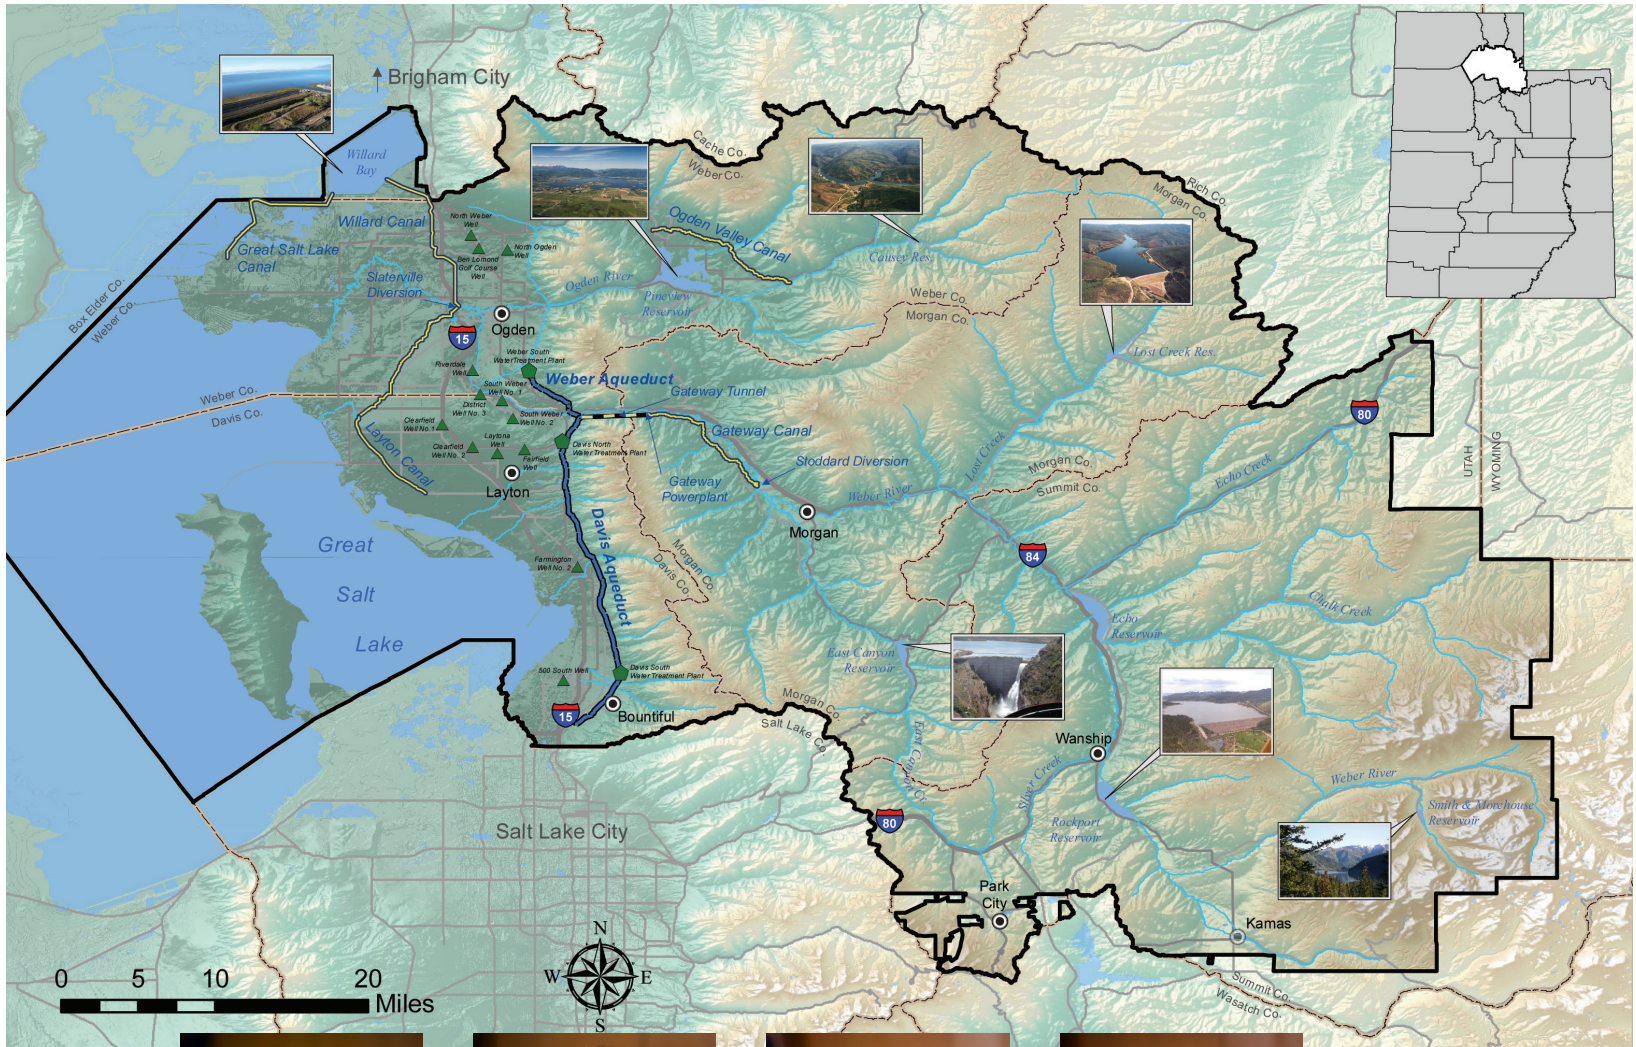 Brigham City
Willard
Bay
Cache Co.
Weber Co.
Rich Co.
Morgan Co.
Willard Canal
North Weber
Well
Ogden Valley Canal
Great Salt Lake
Canal
Ben Lomond
Golf Course
Well
North Ogden
Well
Causey Res.
Slaterville
Diversion
Ogden River
Pineview
Reservoir
Box Elder Co.
Weber Co.
Weber Co.
Morgan Co.
Ogden
15
Lost Creek Res.
Weber South
WaterTreatment Plant
Riverdale
Well
Weber Aqueduct
South Weber
Well No. 1
Gateway Tunnel
Weber Co.
Davis Co.
District
Well No. 3
South Weber
Well No. 2
80
Clearfield
Well No.1
Gateway Canal
Layton Canal
Clearfield
Well No. 2
Laytona
Well
Fairfield
Well
Davis North
Water Treatment Plant
Stoddard Diversion
Lost Creek
Morgan Co.
Summit Co.
Echo Creek
UTAH
WYOMING
Layton
Gateway
Powerplant
Weber River
Morgan
Great
Salt
Lake
Davis Aqueduct
Farmington
Well No. 2
Morgan Co.
Davis Co.
84
Chalk Creek
Echo
Reservoir
East Canyon
Reservoir
500 South Well
Davis South
Water Treatment Plant
15
Bountiful
Morgan Co.
Salt Lake Co.
East Canyon Cr.
Wanship
Silver Creek
Weber River
Smith & Morehouse
Reservoir
80
Rockport
Reservoir
Salt Lake City
Park
City
Kamas
N
W
E
S
0
5
10
20
Miles
Summit Co.
Wasatch Co.